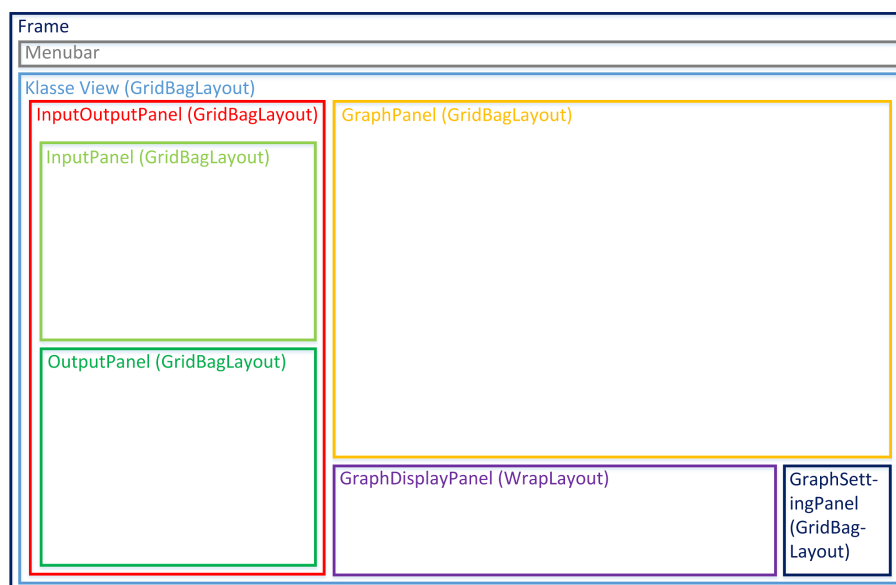 Frame
Menubar
Klasse View (GridBagLayout)
InputOutputPanel (GridBagLayout)
GraphPanel (GridBagLayout)
InputPanel (GridBagLayout)
OutputPanel (GridBagLayout)
GraphDisplayPanel (WrapLayout)
GraphSett-
ingPanel
(GridBag-
Layout)